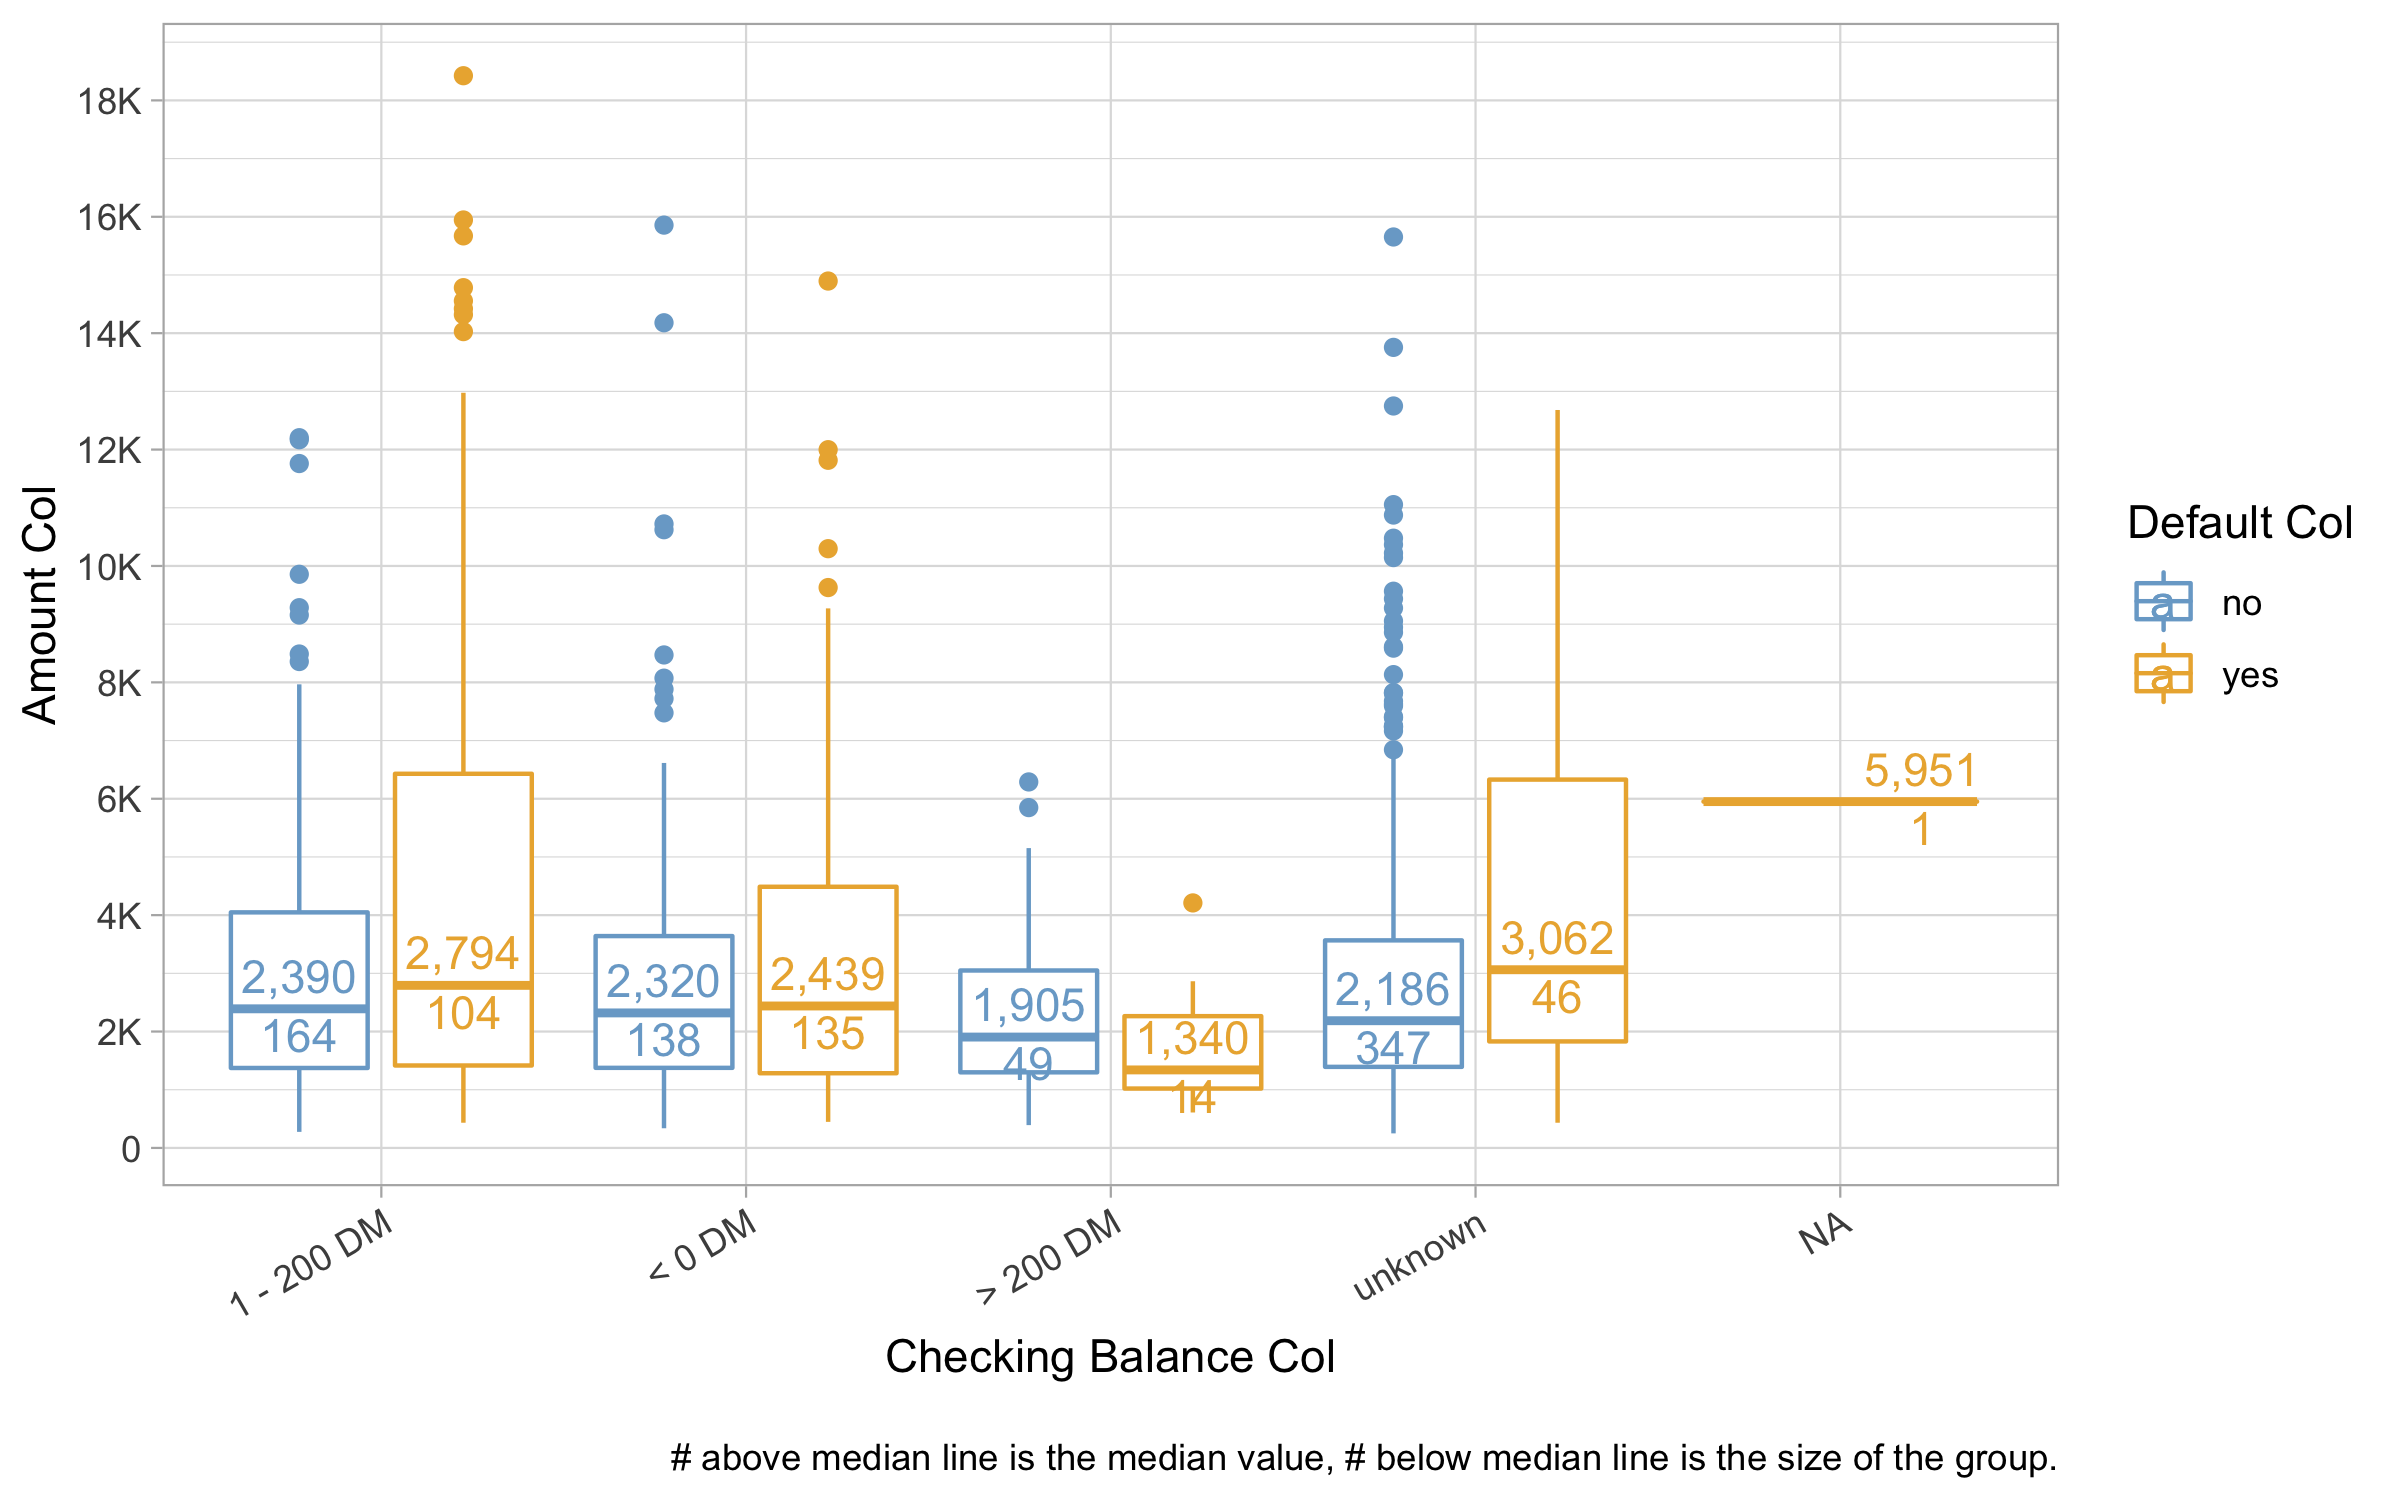 18K
16K
14K
12K
10K
8K
6K
4K
2K
0
Amount Col
2,390
164
2,794
104
2,320
138
2,439
135
1,905
49
1,340
14
2,186
347
3,062
46
5,951
1
1 - 200 DM
< 0 DM
> 200 DM
unknown
NA
Checking Balance Col
Default Col
a no
a yes
# above median line is the median value, # below median line is the size of the group.